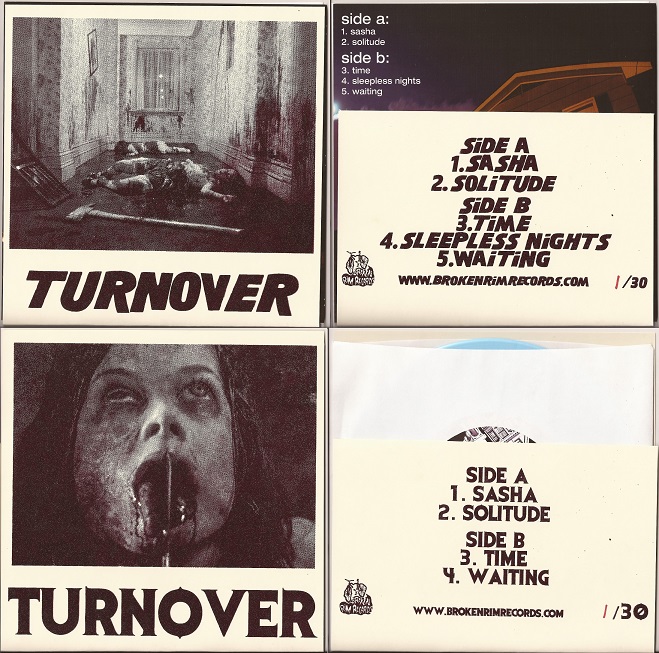 TURNOVER
side a:
1. sasha
2. solitude
side b:
3. time
4. sleepless nights
5. waiting
SiDE A
1.SASHA
2.SOLiTUDE
SiDE B
3.TiME
4.SLEEPLESS NiGHTS
5.WAiTiNG
WWW.BROKENRiMRECORDS.COM
1/30
TURNOVER
SIDE A
1. SASHA
2. SOLITUDE
SIDE B
3. TIME
4. WAITING
WWW.BROKENRIMRECORDS.COM
1/30